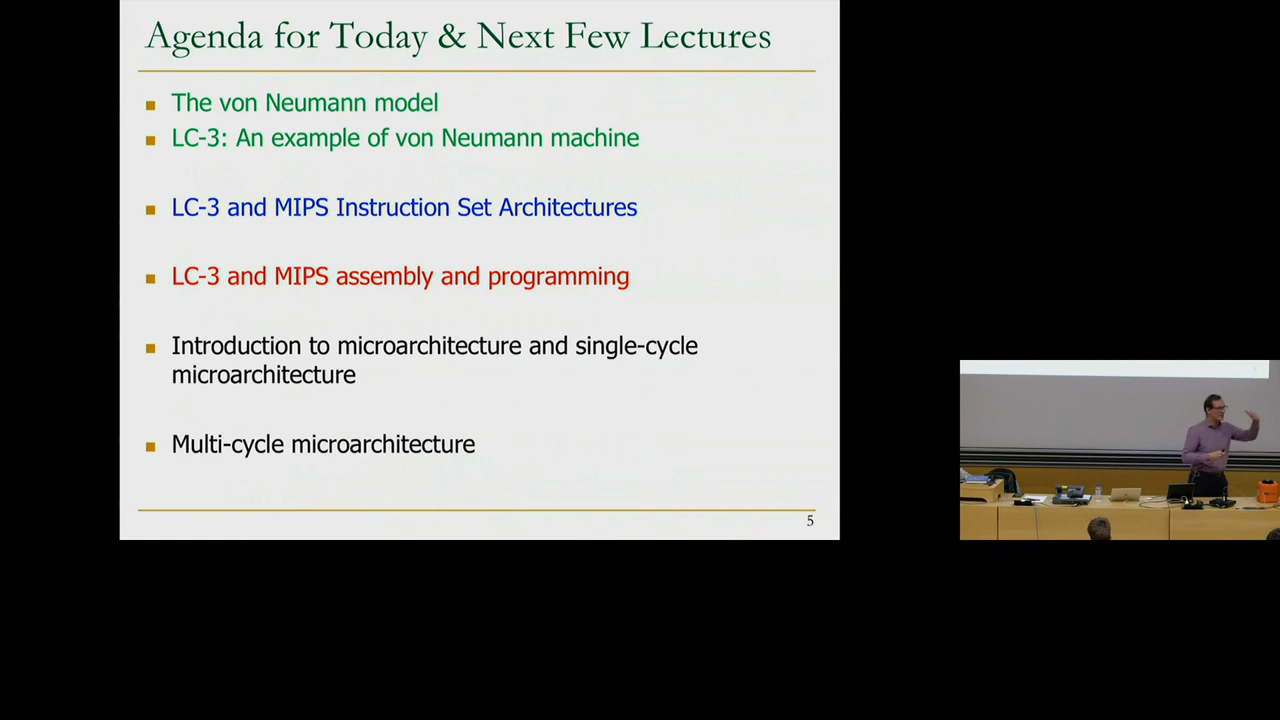 Agenda for Today & Next Few Lectures
The von Neumann model
LC-3: An example of von Neumann machine
LC-3 and MIPS Instruction Set Architectures
LC-3 and MIPS assembly and programming
Introduction to microarchitecture and single-cycle
microarchitecture
Multi-cycle microarchitecture
5